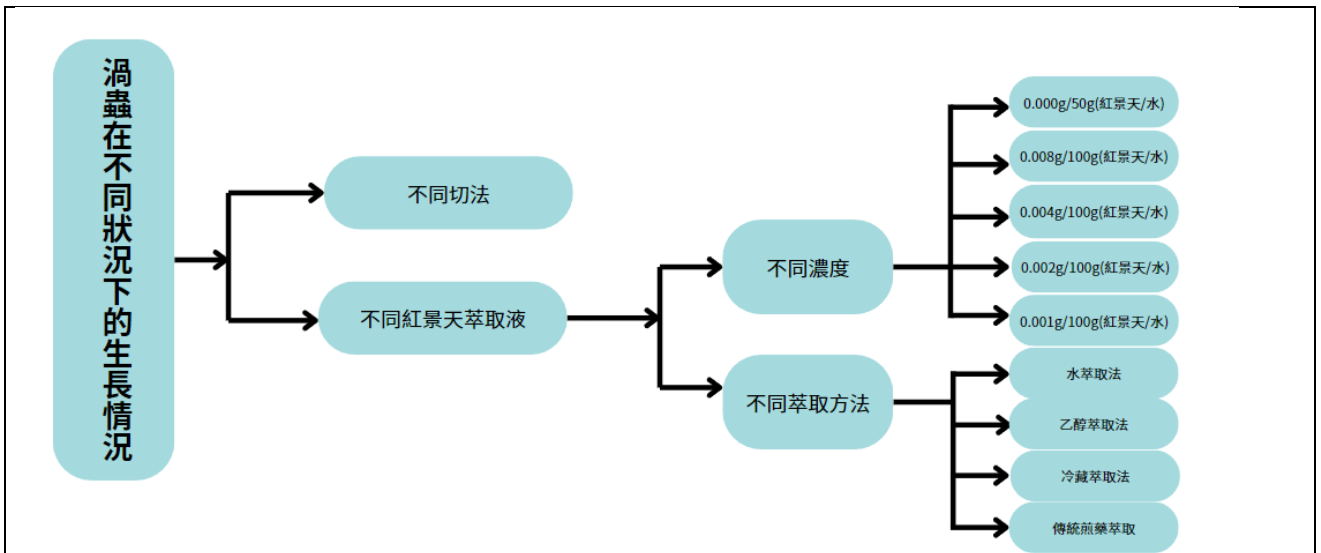 渦蟲在不同狀況下的生長情況
不同切法
不同紅景天萃取液
不同濃度
不同萃取方法
0.000g/50g(紅景天/水)
0.008g/100g(紅景天/水)
0.004g/100g(紅景天/水)
0.002g/100g(紅景天/水)
0.001g/100g(紅景天/水)
水萃取法
乙醇萃取法
冷藏萃取法
傳統煎藥萃取